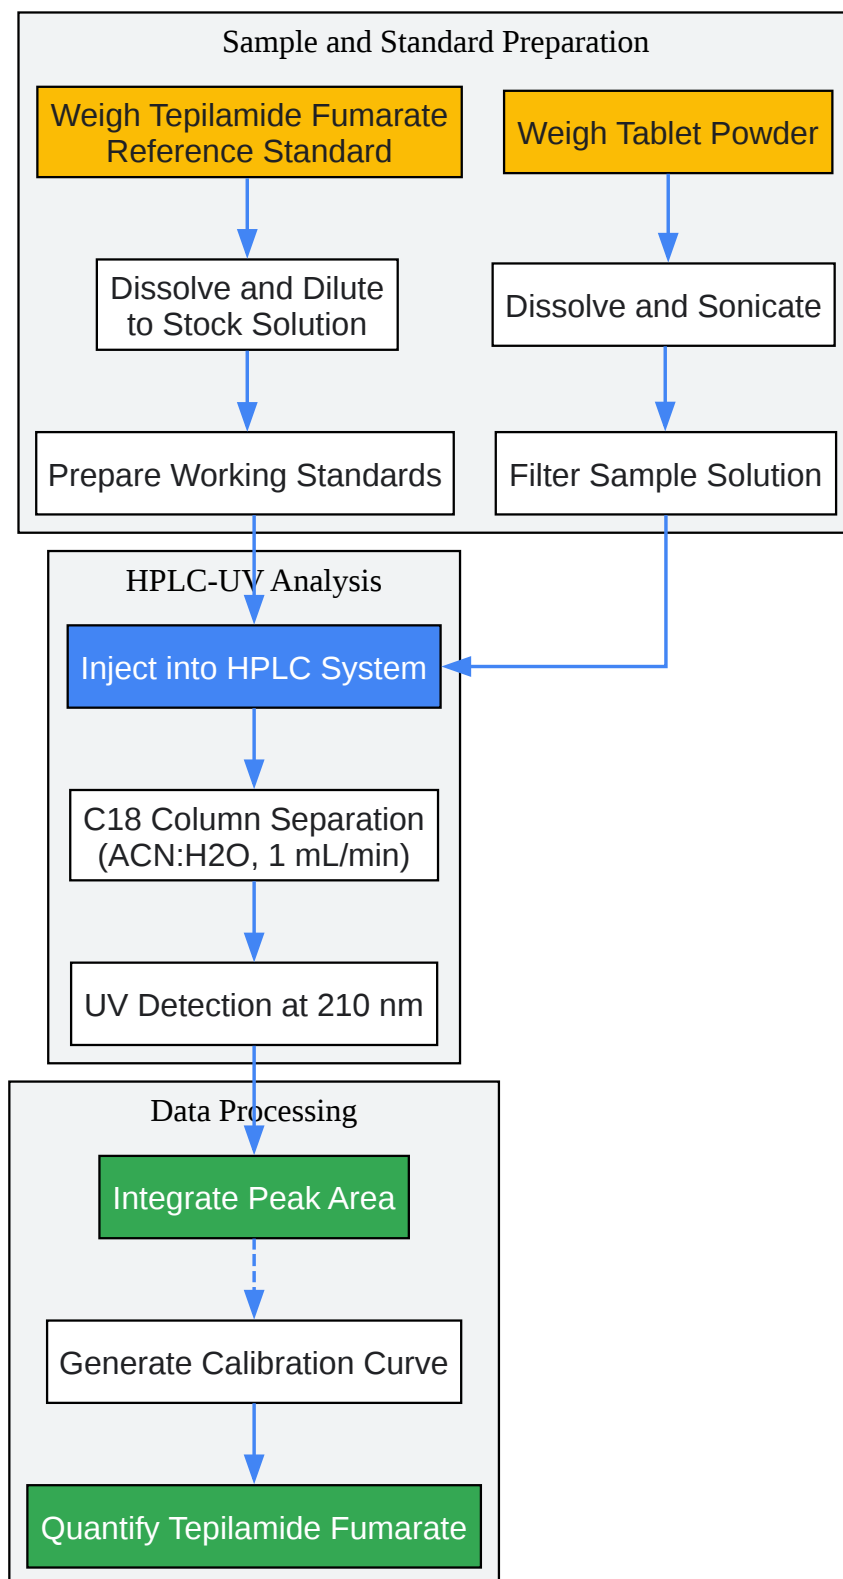 Sample and Standard Preparation
Weigh Tepilamide Fumarate
Reference Standard
Weigh Tablet Powder
Dissolve and Dilute
to Stock Solution
Dissolve and Sonicate
Prepare Working Standards
Filter Sample Solution
HPLC-UV Analysis
Inject into HPLC System
C18 Column Separation
(ACN:H2O, 1 mL/min)
UV Detection at 210 nm
Data Processing
Integrate Peak Area
Generate Calibration Curve
Quantify Tepilamide Fumarate